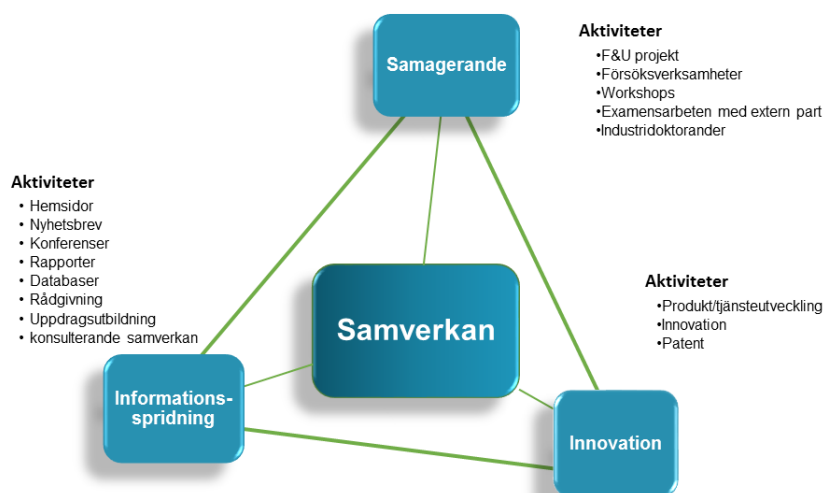 Samagerande
Aktiviteter
•F&U projekt
•Försöksverksamheter
•Workshops
•Examensarbeten med extern part
•Industridoktorander
Aktiviteter
• Hemsidor
• Nyhetsbrev
• Konferenser
• Rapporter
• Databaser
• Rådgivning
• Uppdragsutbildning
• konsulterande samverkan
Samverkan
Aktiviteter
•Produkt/tjänsteutveckling
•Innovation
•Patent
Informations-
spridning
Innovation